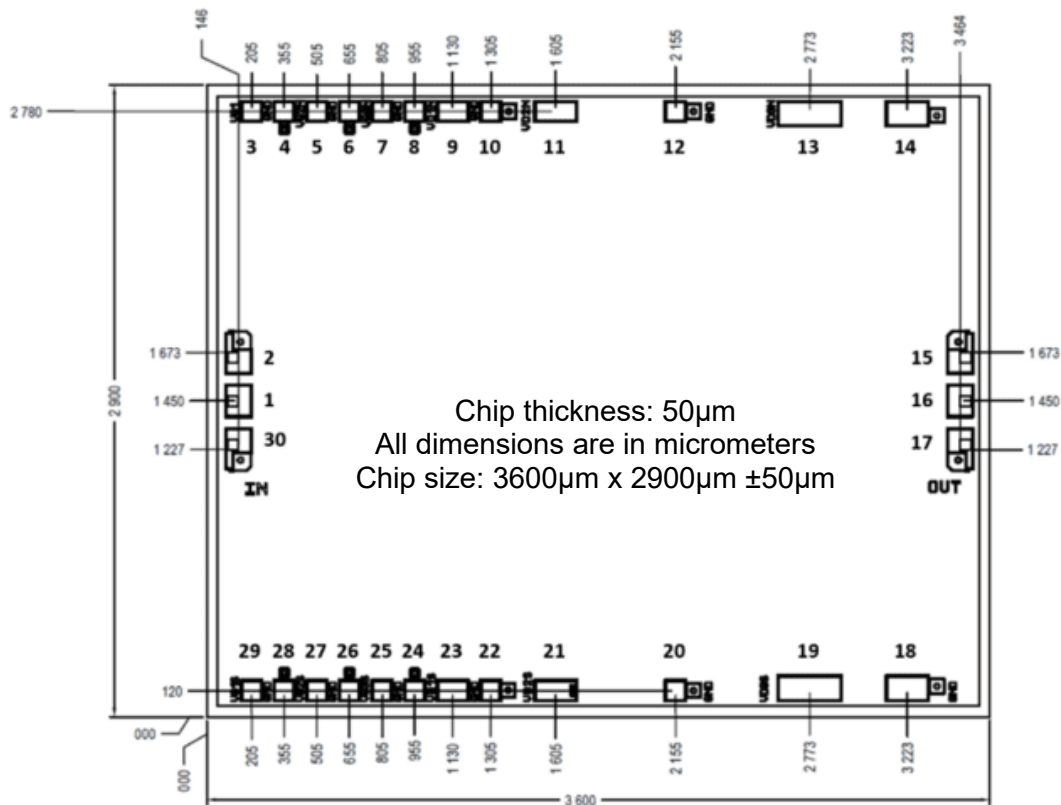 146 205 355 505 655 805 955 1 130 1 305 1 605 2 155 2 773 3 223 3 464
2 780
GND
GND
3 4 5 6 7 8 9 10 11 12 13 14
1 673 2 15 1 673
2 900
1 450 1 16 1 450
1 227 30 17 1 227
IN OUT
Chip thickness: 50µm
All dimensions are in micrometers
Chip size: 3600µm x 2900µm ±50µm
29 28 27 26 25 24 23 22 21 20 19 18
120
GND
000
000
205 355 505 655 805 955 1 130 1 305 1 605 2 155 2 773 3 223
3 600